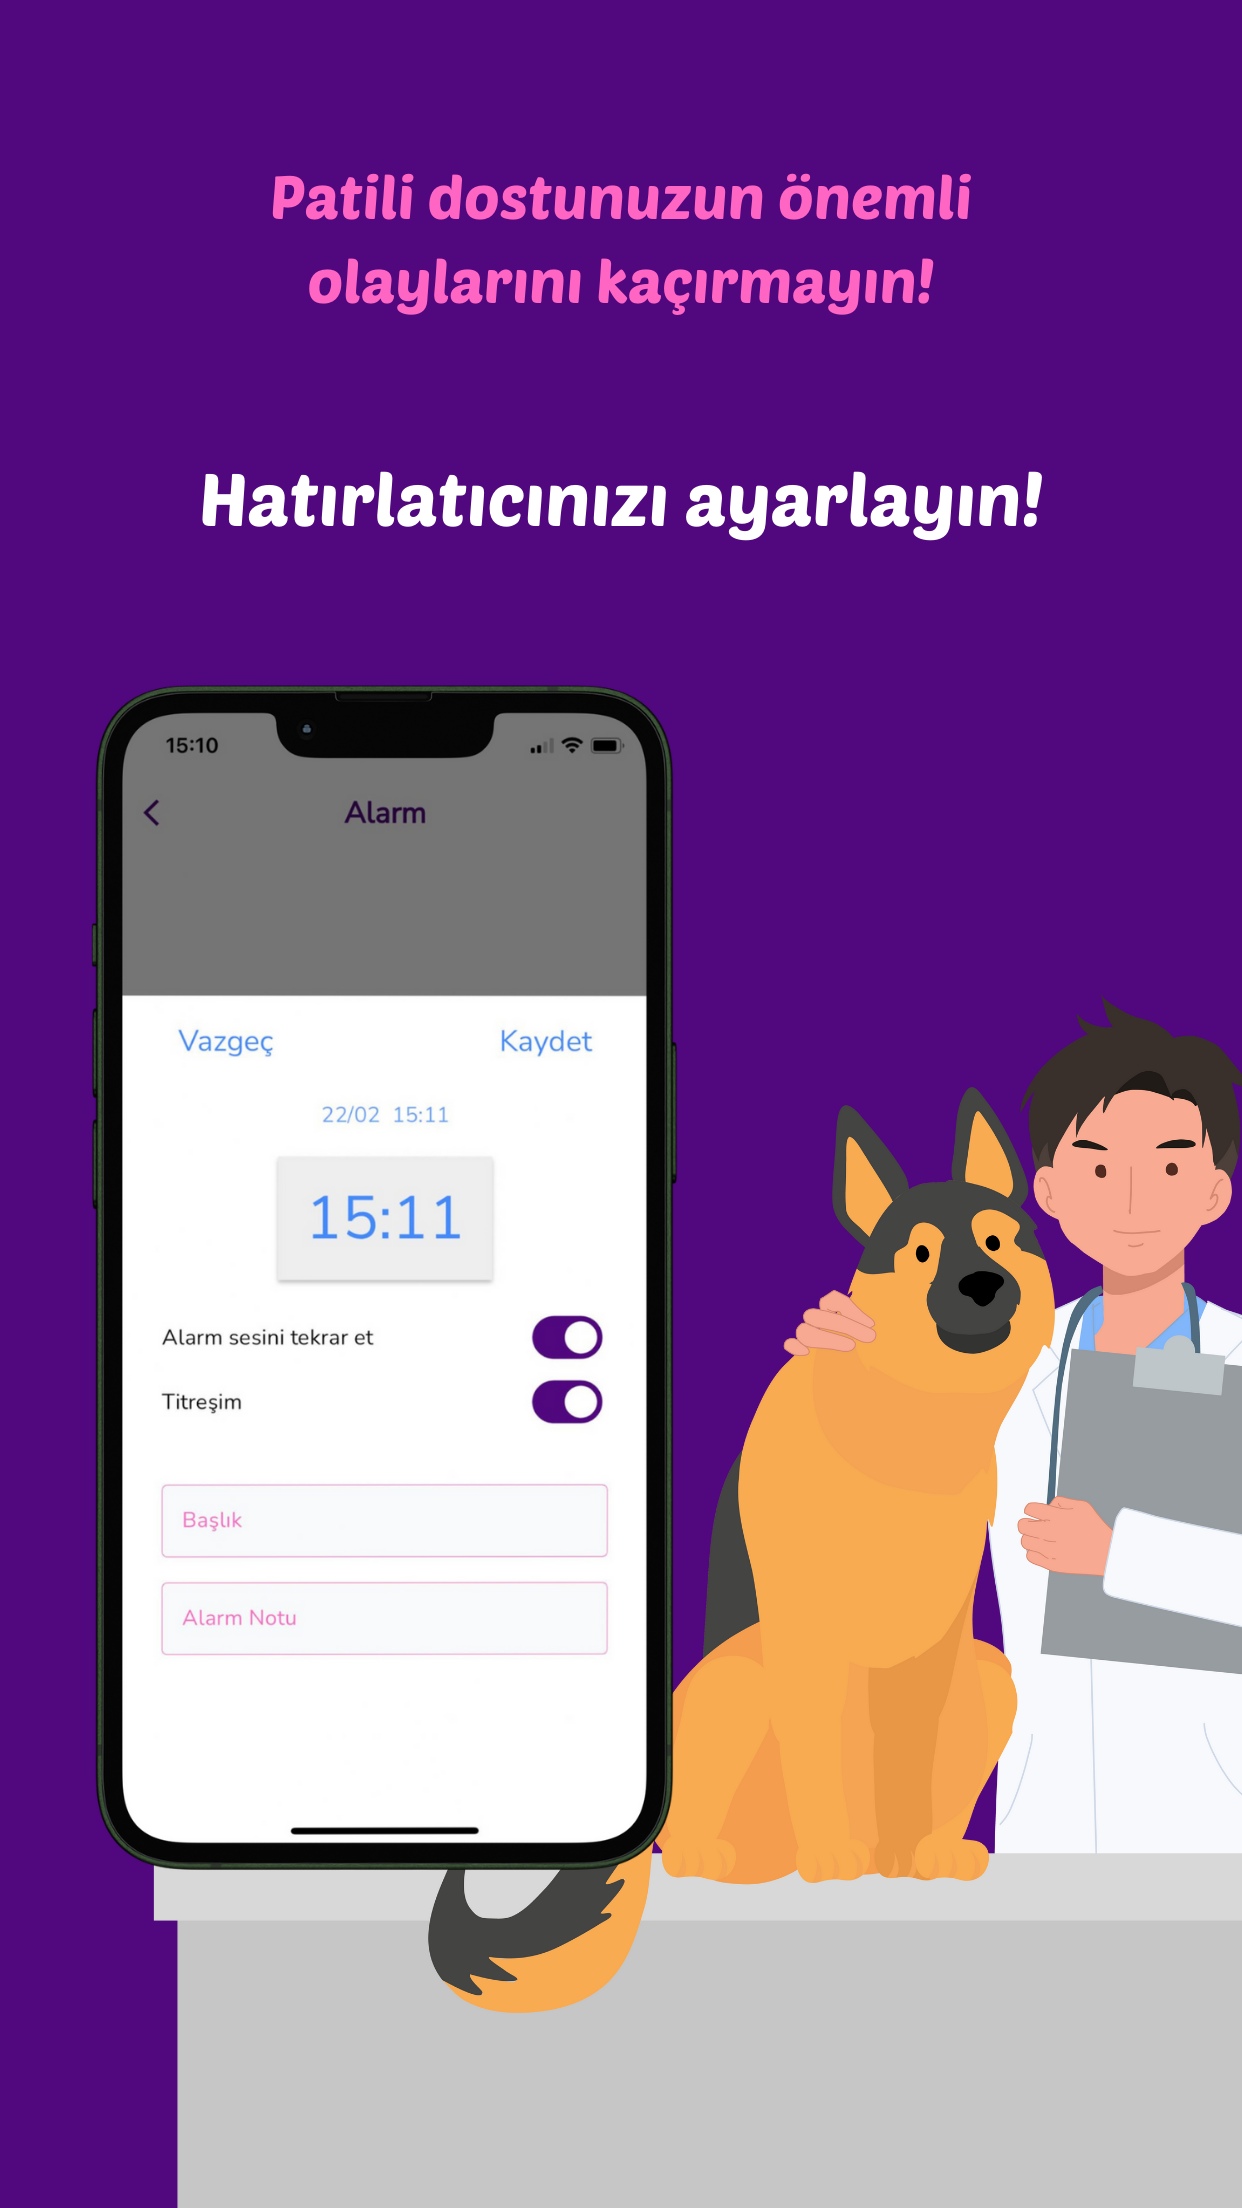 Patili dostunuzun önemli
olaylarını kaçırmayın!
Hatırlatıcınızı ayarlayın!
15:10
Alarm
Vazgeç
Kaydet
22/02 15:11
15:11
Alarm sesini tekrar et
Titreşim
Başlık
Alarm Notu